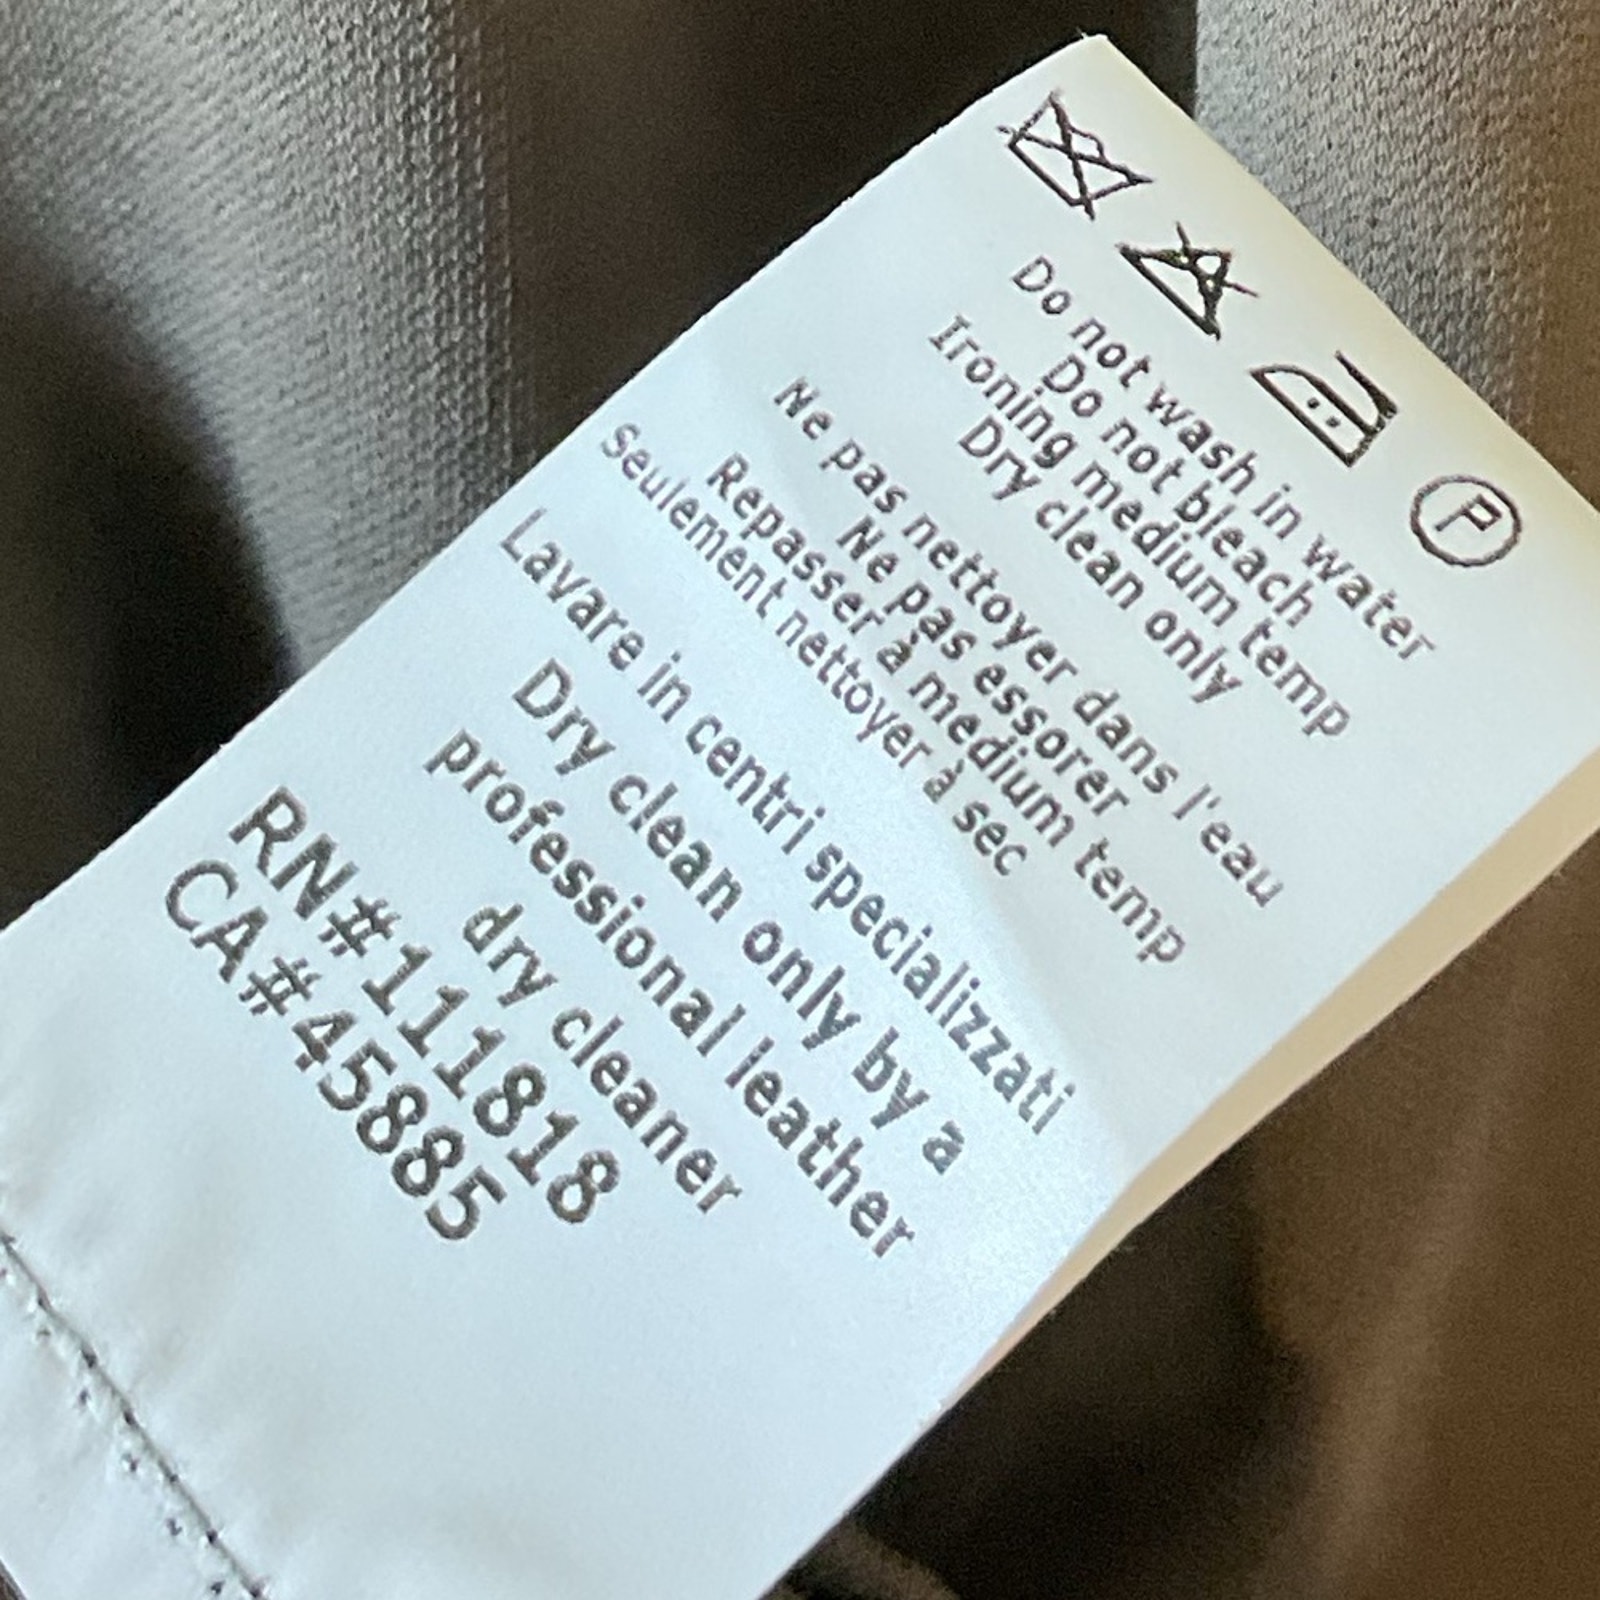 P
Do not wash in water
Do not bleach
Ironing medium temp
Dry clean only
Ne pas nettoyer dans l'eau
Ne pas essorer
Repasser à medium temp
Seulement nettoyer à sec
Lavare in centri specializzati
Dry clean only by a
professional leather
dry cleaner
RN#111818
CA#45885